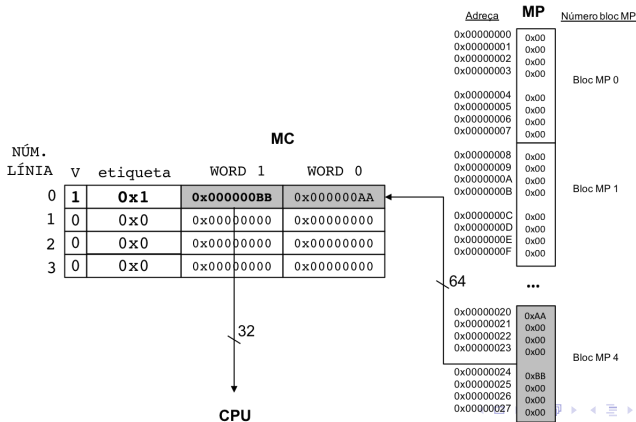 Adreça MP Número bloc MP
0x00000000 0x00
0x00000001 0x00
0x00000002 0x00
0x00000003 0x00
Bloc MP 0
0x00000004 0x00
0x00000005 0x00
0x00000006 0x00
0x00000007 0x00
0x00000008 0x00
0x00000009 0x00
0x0000000A 0x00
0x0000000B 0x00
Bloc MP 1
0x0000000C 0x00
0x0000000D 0x00
0x0000000E 0x00
0x0000000F 0x00
...
0x00000020 0xAA
0x00000021 0x00
0x00000022 0x00
0x00000023 0x00
Bloc MP 4
0x00000024 0xBB
0x00000025 0x00
0x00000026 0x00
0x00000027 0x00
MC
NÚM.
LÍNIA V etiqueta WORD 1 WORD 0
0 1 0x1 0x000000BB 0x000000AA
1 0 0x0 0x00000000 0x00000000
2 0 0x0 0x00000000 0x00000000
3 0 0x0 0x00000000 0x00000000
64
32
CPU